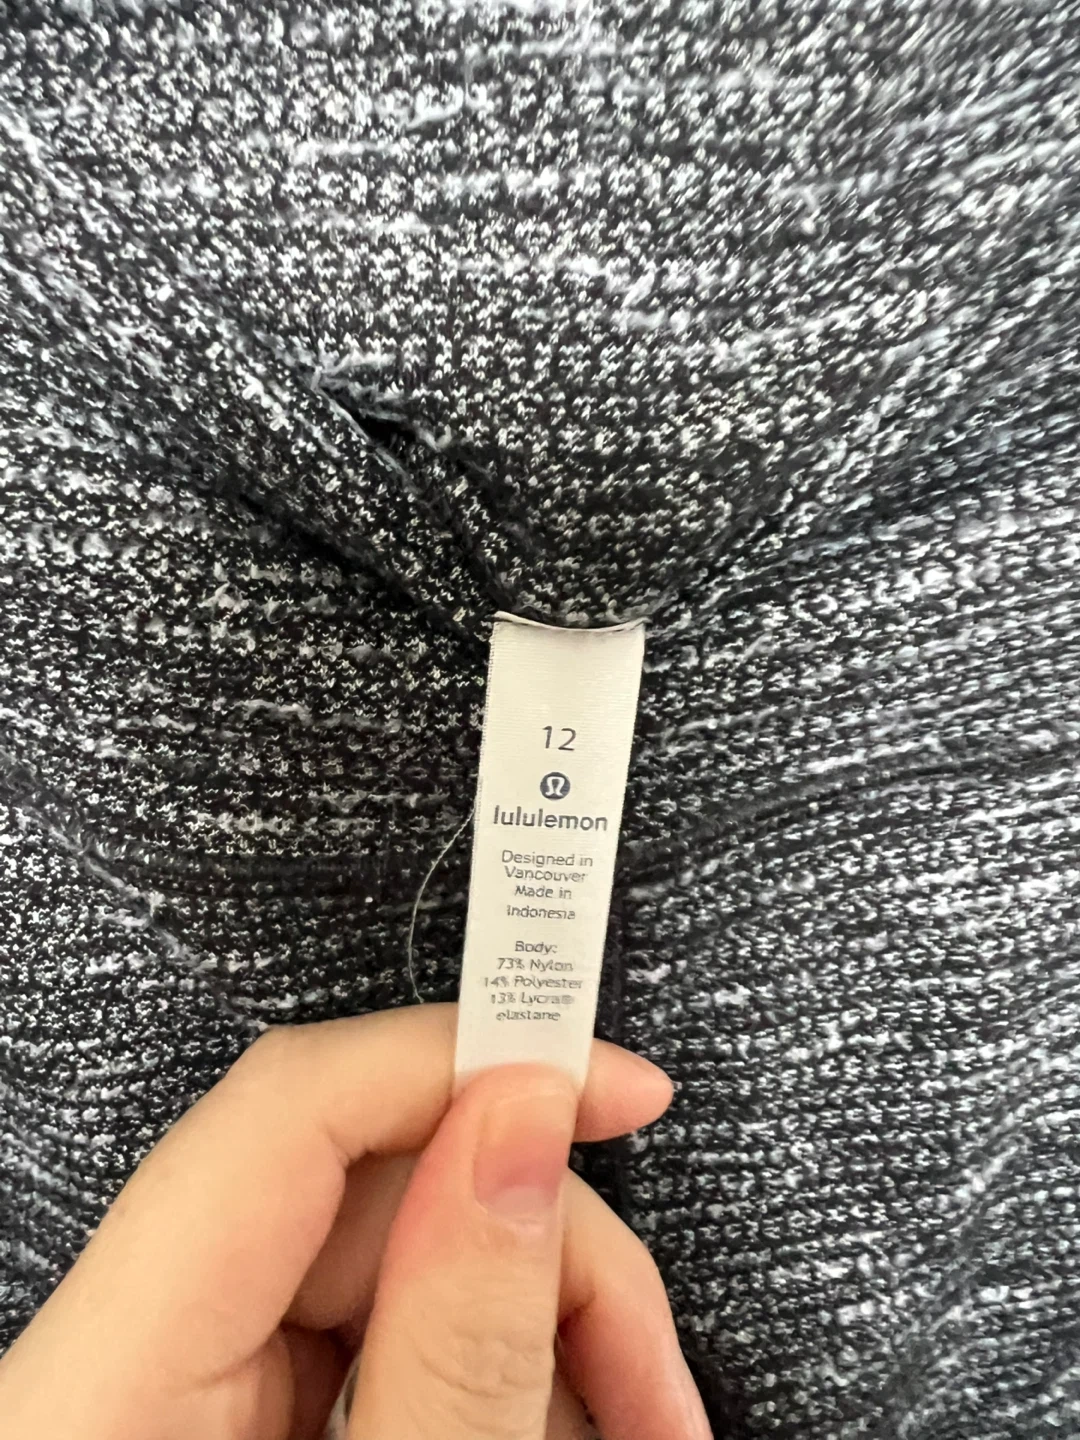 12
lululemon
Designed in
Vancouver
Made in
Indonesia
Body:
73% Nylon
14% Polyester
13% Lycra®
elastane